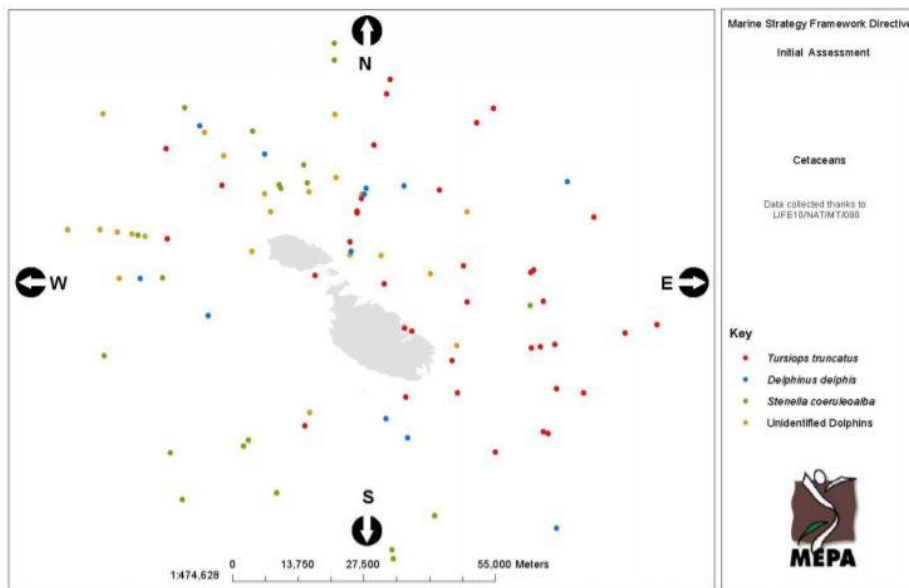 Marine Strategy Framework Directive
Initial Assessment
Cetaceans
Data collected thanks to
LIFE10/NAT/MT/090
N
W
E
S
Key
Tursiops truncatus
Delphinus delphis
Stenella coeruleoalba
Unidentified Dolphins
MEPA
1:474,628
0 13,750 27,500 55,000 Meters